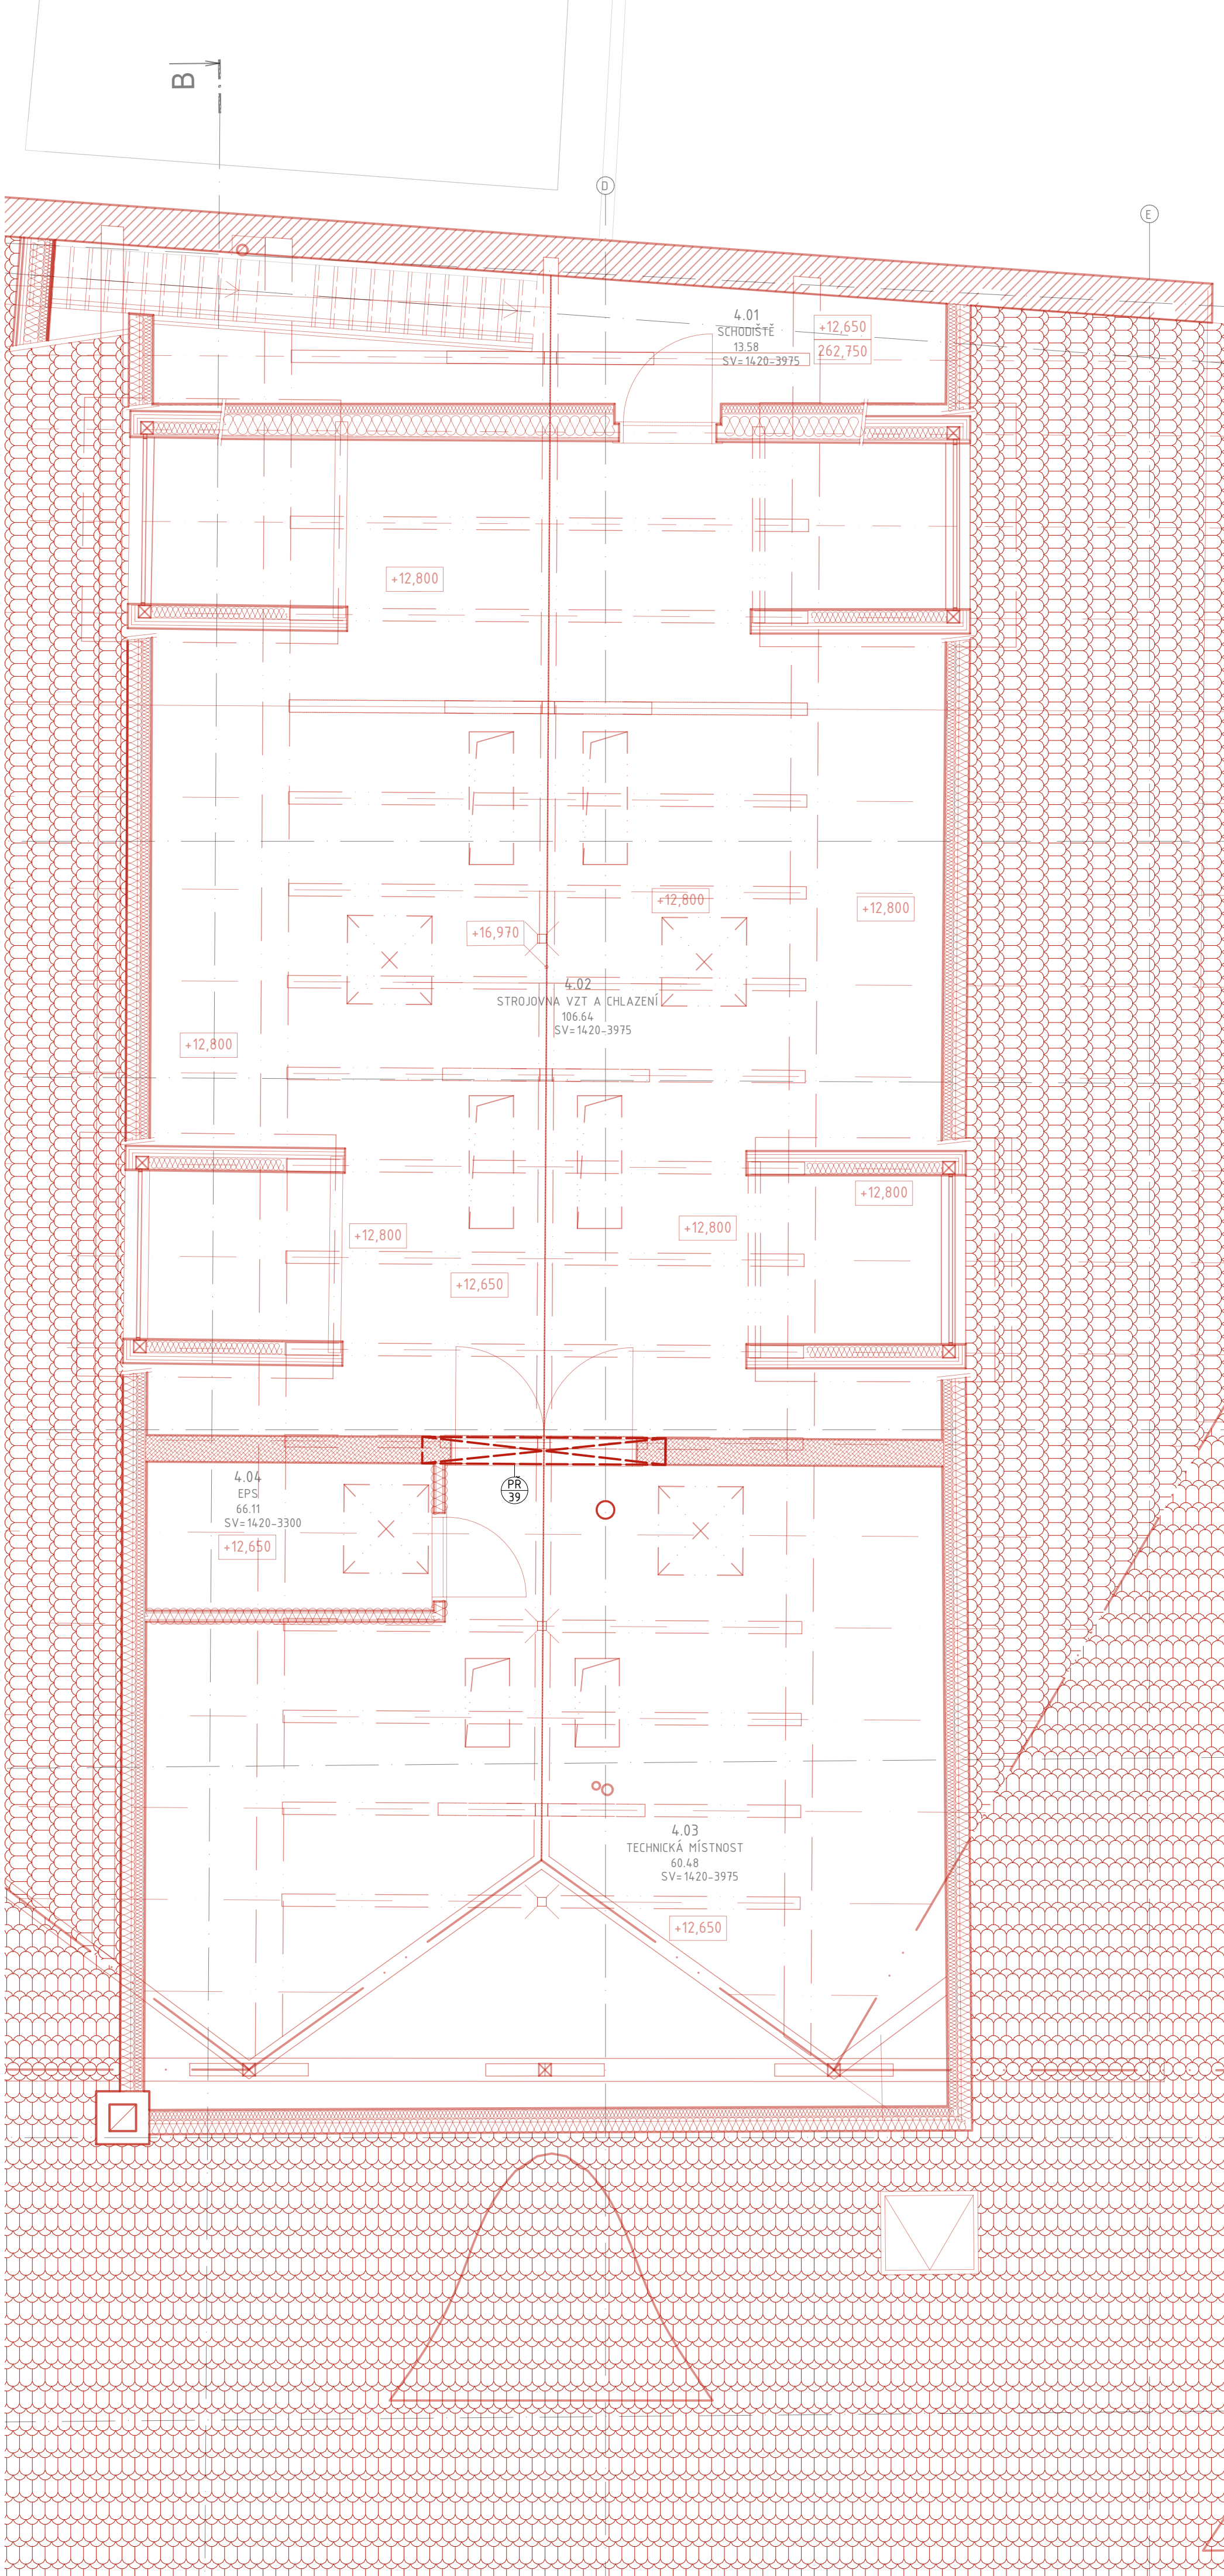 B
D
E
4.01
SCHODIŠTĚ
13.58
SV=1420-3975
+12,650
262,750
+12,800
+12,800
+12,800
+16,970
4.02
STROJOVNA VZT A CHLAZENÍ
106.64
SV=1420-3975
+12,800
+12,800
+12,800
+12,800
+12,650
4.04
EPS
66.11
SV=1420-3300
+12,650
PŘ
39
4.03
TECHNICKÁ MÍSTNOST
60.48
SV=1420-3975
+12,650